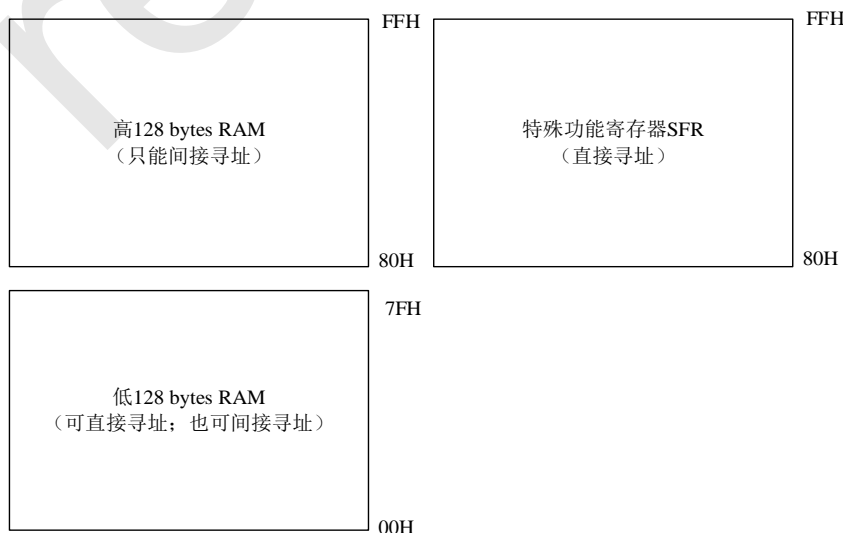 FFH
高128 bytes RAM
（只能间接寻址）
80H
FFH
特殊功能寄存器SFR
（直接寻址）
80H
7FH
低128 bytes RAM
（可直接寻址；也可间接寻址）
00H